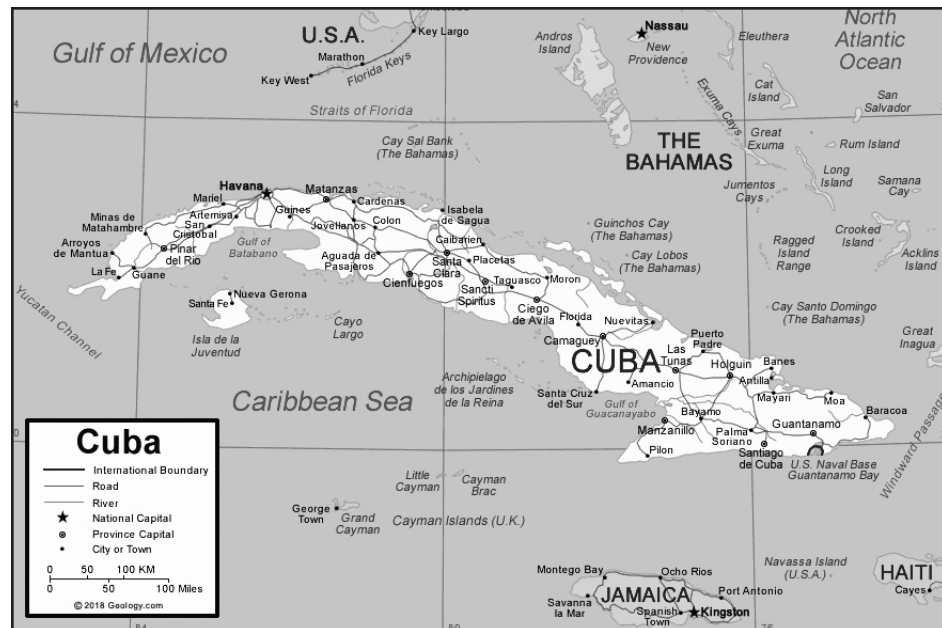 Homestead
Gulf of Mexico
U.S.A.
Key Largo
Marathon
Key West
Florida Keys
Straits of Florida
Nassau
New
Providence
Andros
Island
Eleuthera
North
Atlantic
Ocean
Cat
Island
San
Salvador
Exuma Cays
Great
Exuma
Rum Island
Long
Island
Samana
Cay
Jumentos
Cays
THE
BAHAMAS
Cay Sal Bank
(The Bahamas)
Crooked
Island
Acklins
Island
Ragged
Island
Range
Guinchos Cay
(The Bahamas)
Cay Lobos
(The Bahamas)
Cay Santo Domingo
(The Bahamas)
Great
Inagua
4
Havana
Matanzas
Mariel
Cardenas
Artemisa
Guines
Minas de
Matahambre
San
Cristobal
Jovellanos
Colon
Isabela
de Sagua
Arroyos
de Mantua
Pinar
del Rio
Gulf of
Batabano
Aguada de
Pasajeros
Caibarien
Santa
Clara
Placetas
La Fe
Guane
Cienfuegos
Sancti
Spiritus
Taguasco
Moron
Nueva Gerona
Santa Fe
Isla de la
Juventud
Cayo
Largo
Yucatan Channel
Ciego
de Avila
Florida
Nuevitas
Camaguey
CUBA
Puerto
Padre
Las
Tunas
Holguin
Banes
Antilla
Archipielago
de los Jardines
de la Reina
Amancio
Santa Cruz
del Sur
Gulf of
Guacanayabo
Mayari
Moa
Baracoa
Bayamo
Manzanillo
Palma
Soriano
Guantanamo
Pilon
Santiago
de Cuba
U.S. Naval Base
Guantanamo Bay
Windward Passage
Caribbean Sea
0
Little
Cayman
Cayman
Brac
George
Town
Grand
Cayman
Cayman Islands (U.K.)
Navassa Island
(U.S.A.)
HAITI
Cayes
Montego Bay
Ocho Rios
JAMAICA
Port Antonio
Savanna
la Mar
Spanish
Town
Kingston
Cuba
International Boundary
Road
River
National Capital
Province Capital
City or Town
0 50 100 KM
0 50 100 Miles
© 2018 Geology.com
84
80
76